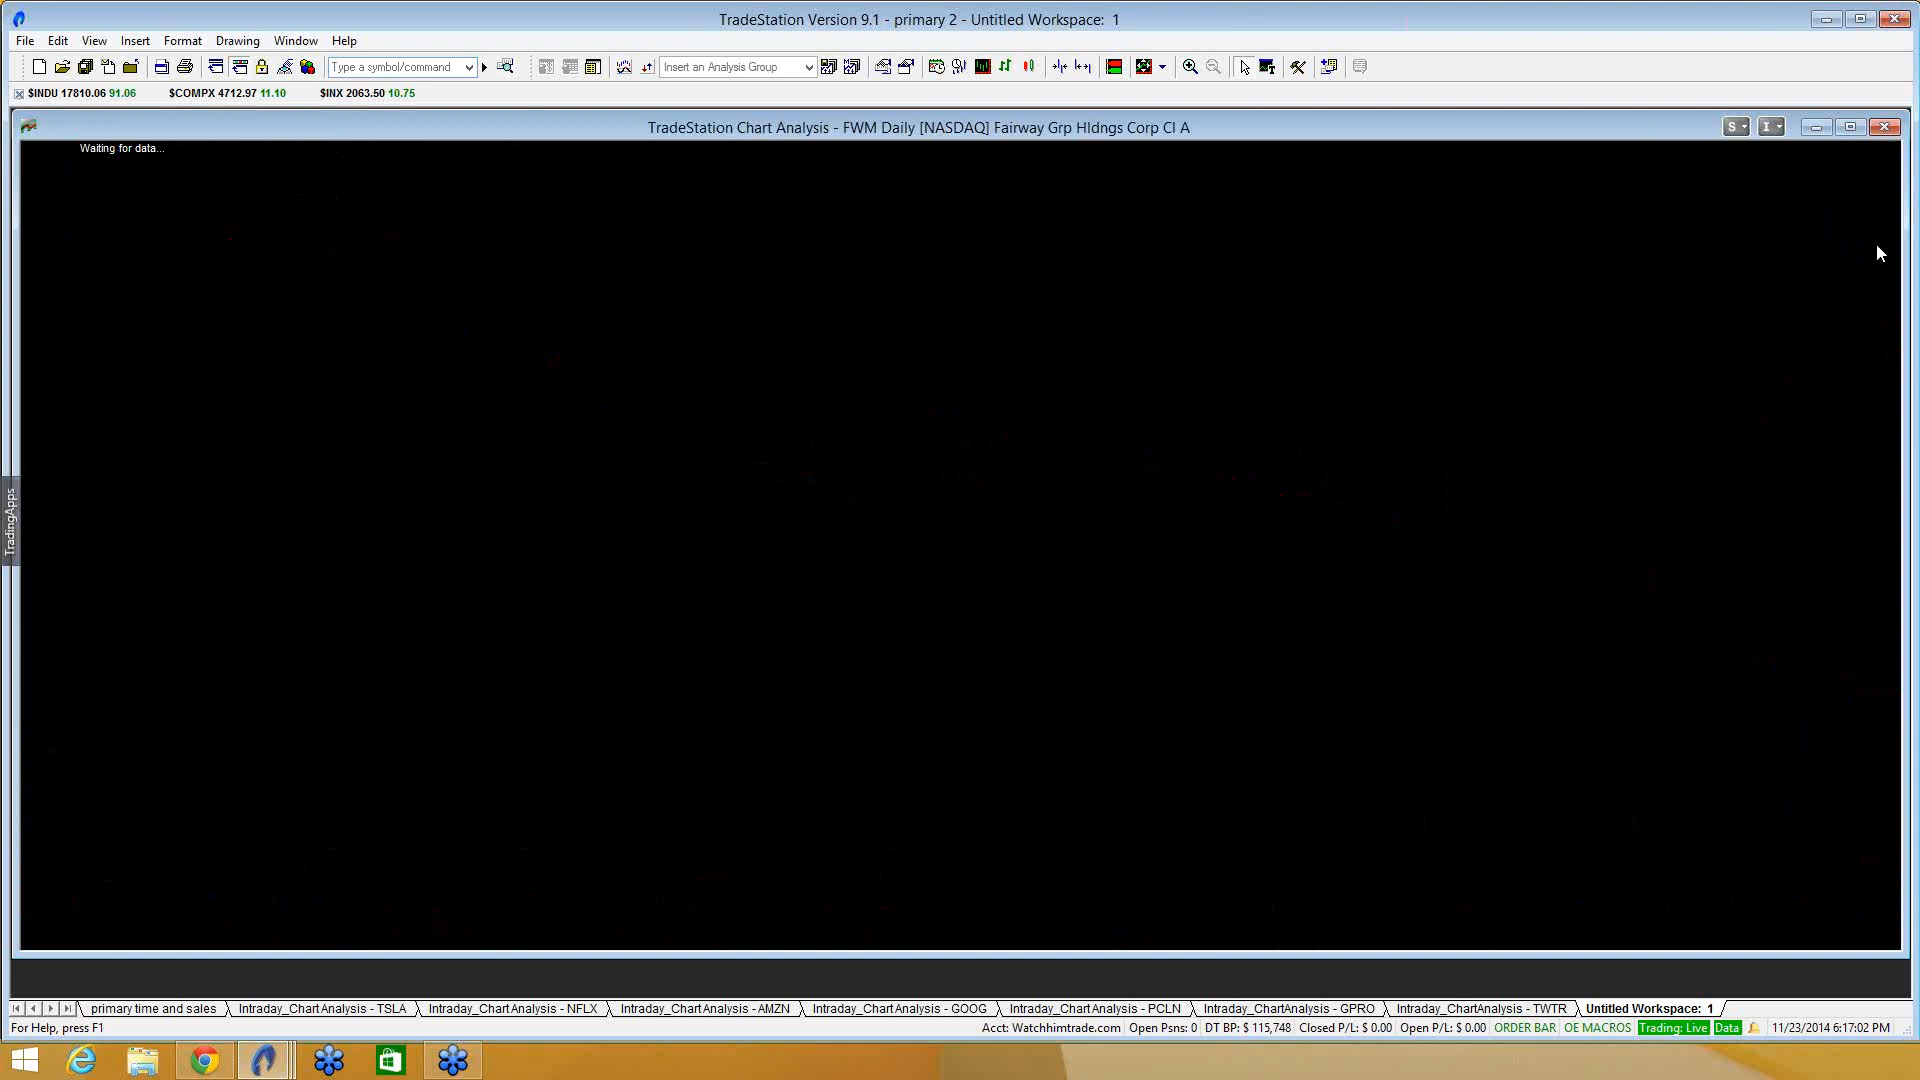 TradeStation Version 9.1 - primary 2 - Untitled Workspace: 1
File Edit View Insert Format Drawing Window Help
Type a symbol/command Insert an Analysis Group
$INDU 17810.06 91.06 $COMPX 4712.97 11.10 $INX 2063.50 10.75
TradeStation Chart Analysis - FWM Daily [NASDAQ] Fairway Grp Hldngs Corp Cl A
S I
Waiting for data...
TradingApps
primary time and sales Intraday_ChartAnalysis - TSLA Intraday_ChartAnalysis - NFLX Intraday_ChartAnalysis - AMZN Intraday_ChartAnalysis - GOOG Intraday_ChartAnalysis - PCLN Intraday_ChartAnalysis - GPRO Intraday_ChartAnalysis - TWTR Untitled Workspace: 1
For Help, press F1 Acct: Watchhimtrade.com Open Psns: 0 DT BP: $ 115,748 Closed P/L: $ 0.00 Open P/L: $ 0.00 ORDER BAR OE MACROS Trading: Live Data 11/23/2014 6:17:02 PM